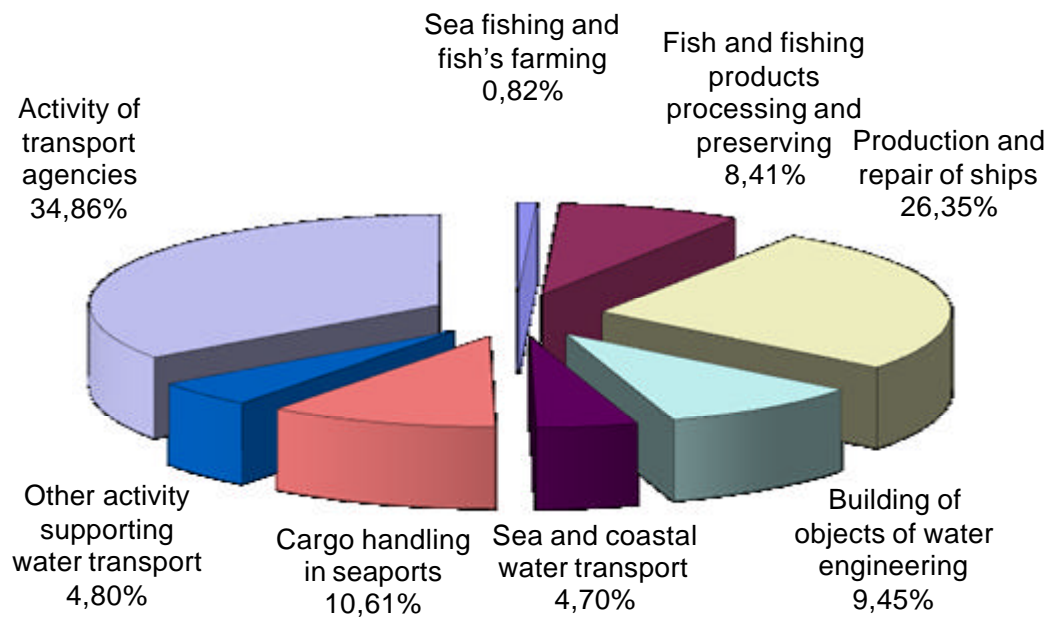 Sea fishing and
fish’s farming
0,82%
Fish and fishing
products
processing and
preserving
8,41%
Production and
repair of ships
26,35%
Activity of
transport
agencies
34,86%
Other activity
supporting
water transport
4,80%
Cargo handling
in seaports
10,61%
Sea and coastal
water transport
4,70%
Building of
objects of water
engineering
9,45%